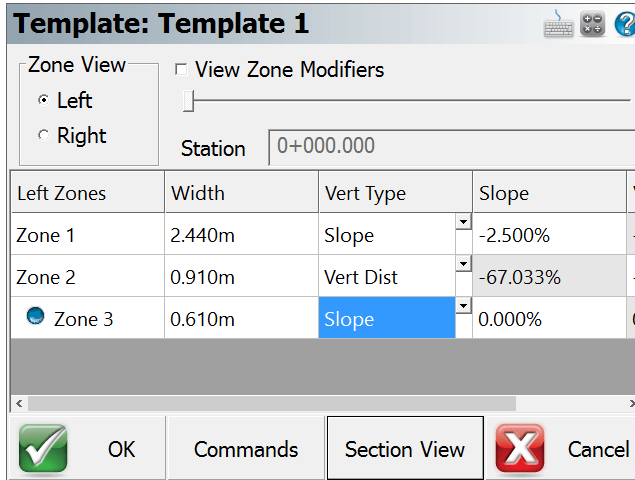 Template: Template 1
Zone View
View Zone Modifiers
Left
Right
Station 0+000.000
Left Zones Width Vert Type Slope
Zone 1 2.440m Slope -2.500%
Zone 2 0.910m Vert Dist -67.033%
Zone 3 0.610m Slope 0.000%
OK Commands Section View Cancel